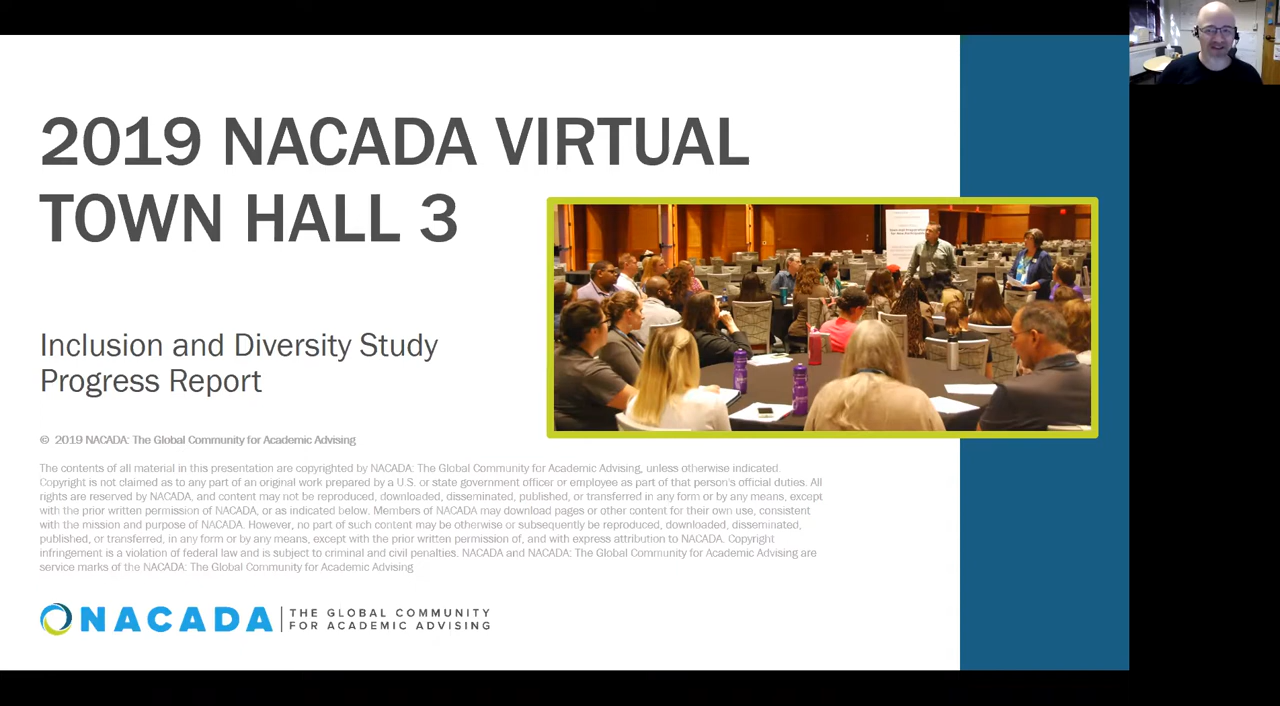 2019 NACADA VIRTUAL
TOWN HALL 3
Inclusion and Diversity Study
Progress Report
© 2019 NACADA: The Global Community for Academic Advising
The contents of all material in this presentation are copyrighted by NACADA: The Global Community for Academic Advising, unless otherwise indicated.
Copyright is not claimed as to any part of an original work prepared by a U.S. or state government officer or employee as part of that person's official duties. All
rights are reserved by NACADA, and content may not be reproduced, downloaded, disseminated, published, or transferred in any form or by any means, except
with the prior written permission of NACADA, or as indicated below. Members of NACADA may download pages or other content for their own use, consistent
with the mission and purpose of NACADA. However, no part of such content may be otherwise or subsequently be reproduced, downloaded, disseminated,
published, or transferred, in any form or by any means, except with the prior written permission of, and with express attribution to NACADA. Copyright
infringement is a violation of federal law and is subject to criminal and civil penalties. NACADA and NACADA: The Global Community for Academic Advising are
service marks of the NACADA: The Global Community for Academic Advising
NACADA THE GLOBAL COMMUNITY
FOR ACADEMIC ADVISING